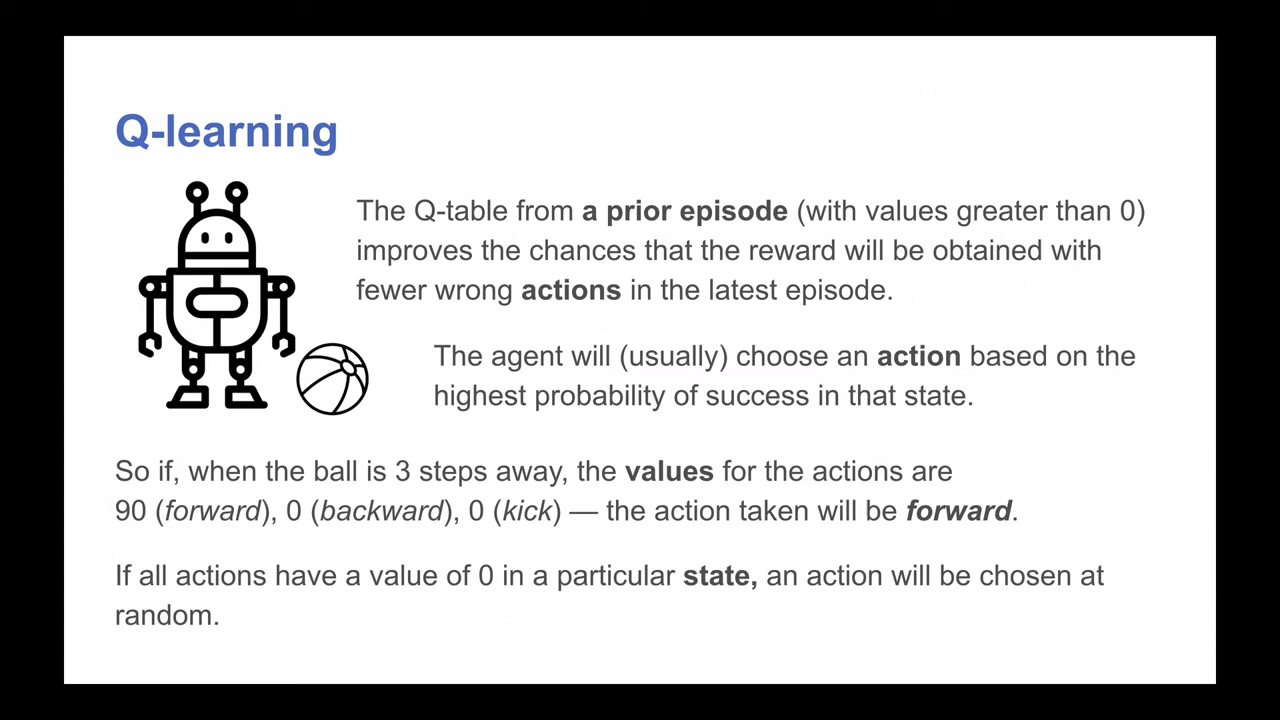 Q-learning
The Q-table from a prior episode (with values greater than 0)
improves the chances that the reward will be obtained with
fewer wrong actions in the latest episode.
The agent will (usually) choose an action based on the
highest probability of success in that state.
So if, when the ball is 3 steps away, the values for the actions are
90 (forward), 0 (backward), 0 (kick) — the action taken will be forward.
If all actions have a value of 0 in a particular state, an action will be chosen at
random.